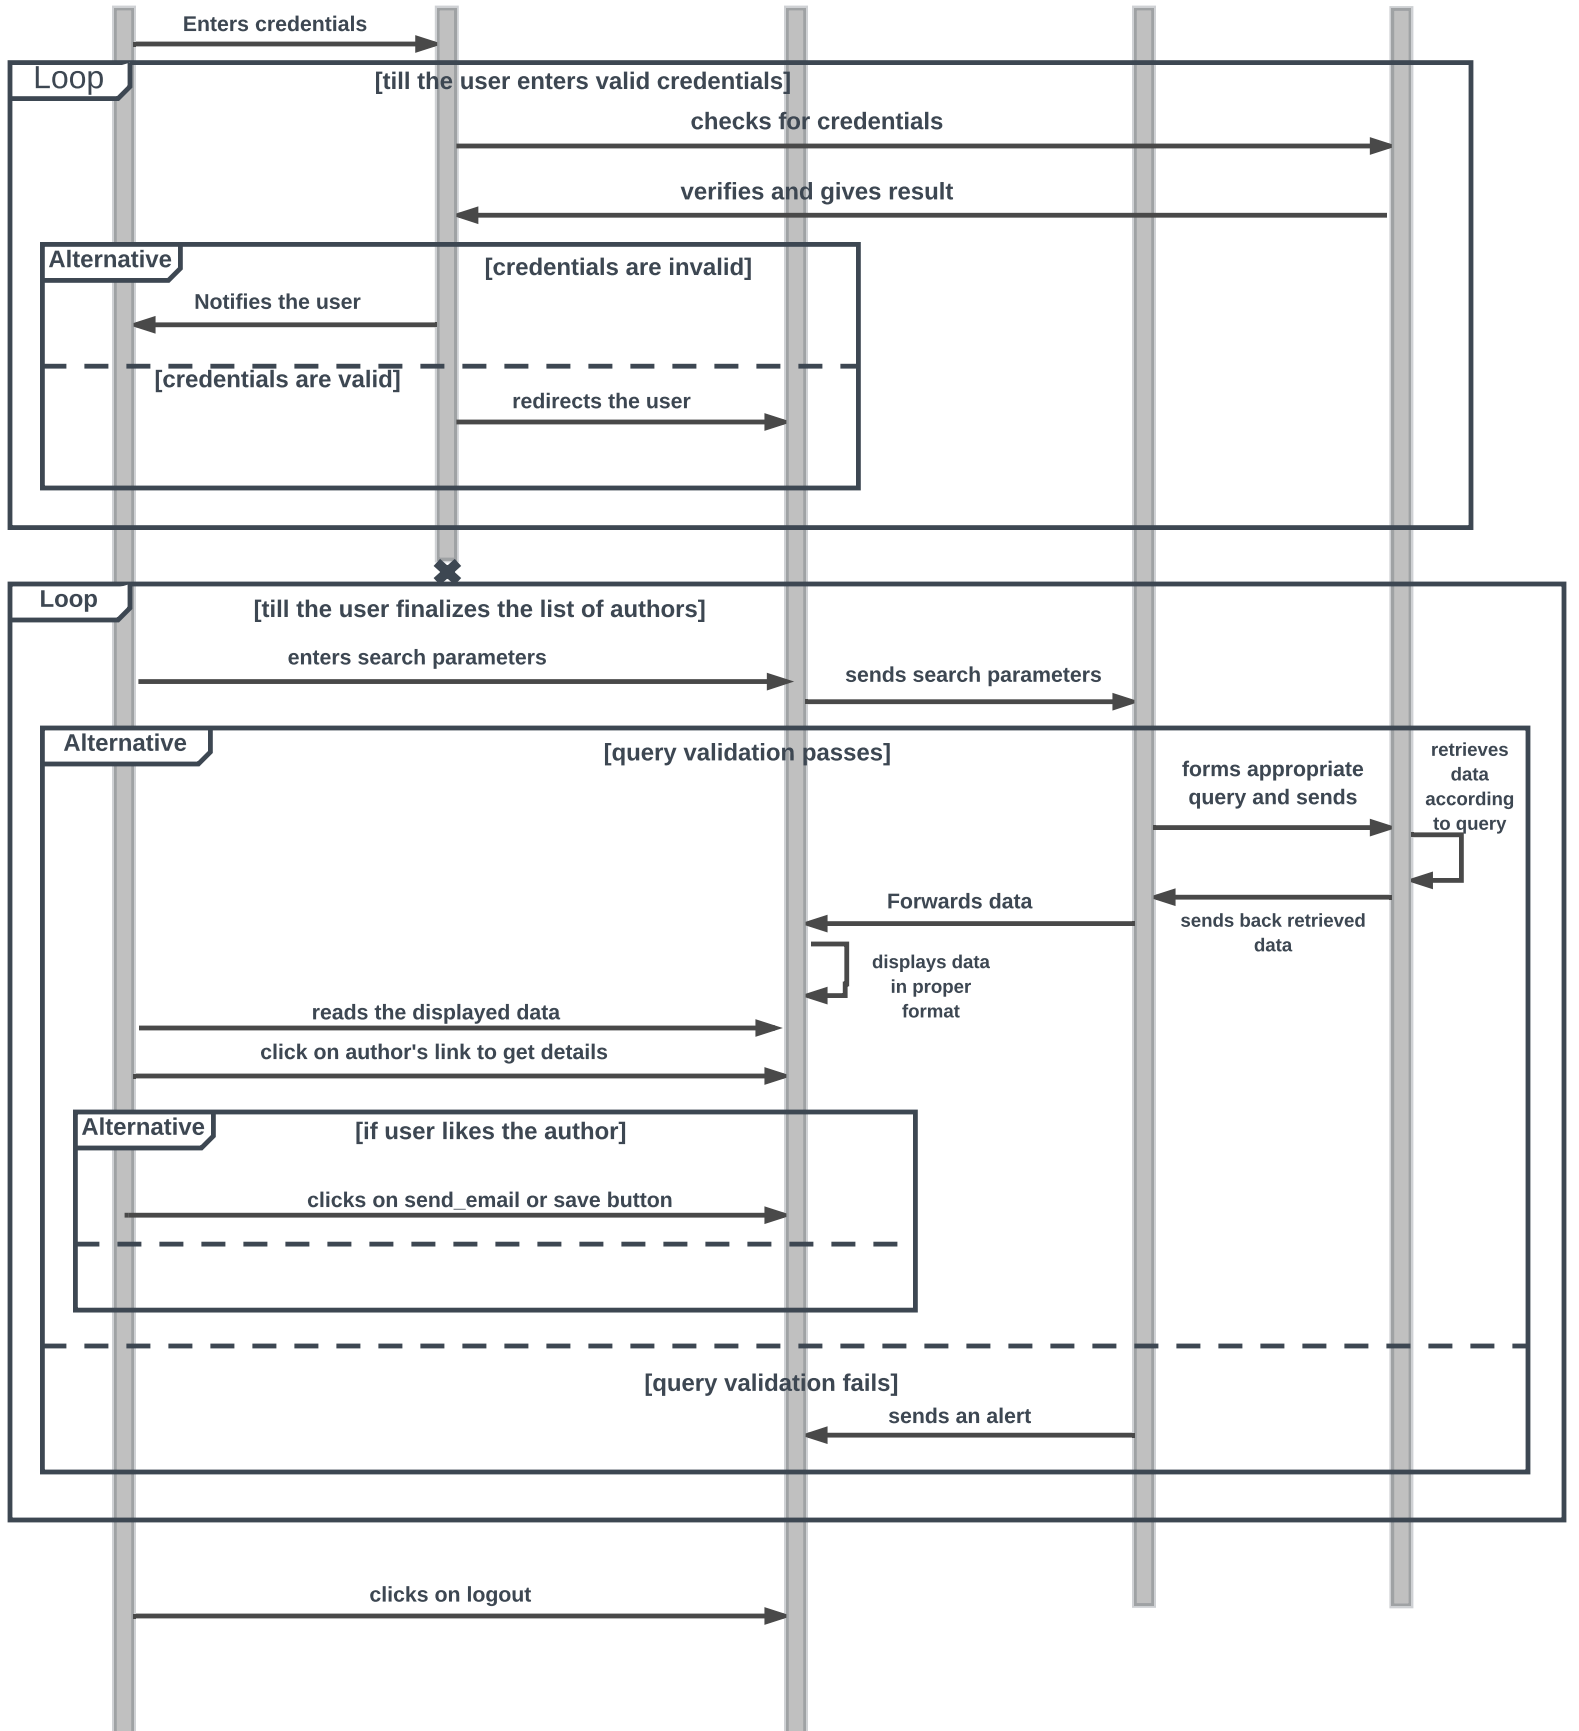 Enters credentials
Loop
[till the user enters valid credentials]
checks for credentials
verifies and gives result
Alternative
[credentials are invalid]
Notifies the user
[credentials are valid]
redirects the user
Loop
[till the user finalizes the list of authors]
enters search parameters
sends search parameters
Alternative
[query validation passes]
forms appropriate
query and sends
retrieves
data
according
to query
Forwards data
sends back retrieved
data
displays data
in proper
format
reads the displayed data
click on author's link to get details
Alternative
[if user likes the author]
clicks on send_email or save button
[query validation fails]
sends an alert
clicks on logout